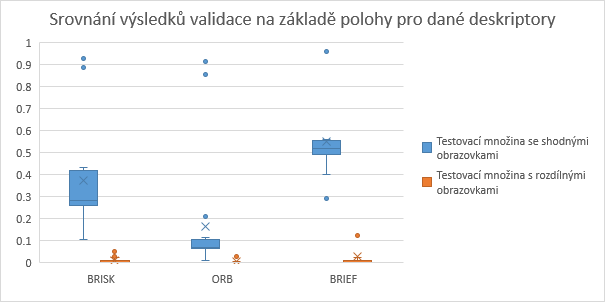 Srovnání výsledků validace na základě polohy pro dané deskriptory
1
0.9
0.8
0.7
0.6
0.5
0.4
0.3
0.2
0.1
0
BRISK ORB BRIEF
Testovací množina se shodnými
obrazovkami
Testovací množina s rozdílnými
obrazovkami